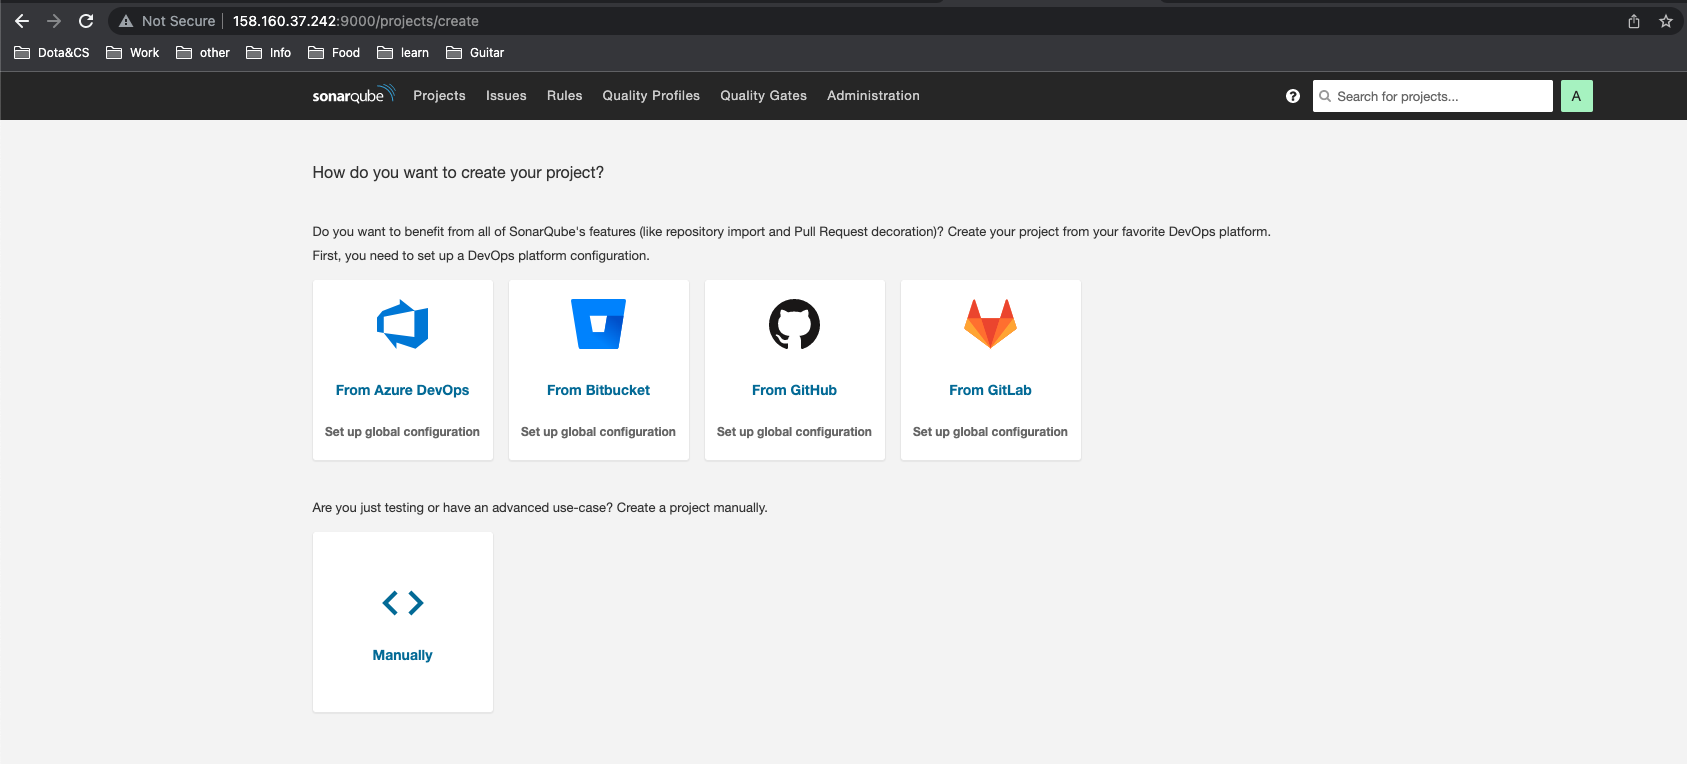 Not Secure 158.160.37.242:9000/projects/create
Dota&CS Work other Info Food learn Guitar
sonarqube Projects Issues Rules Quality Profiles Quality Gates Administration ? Search for projects... A
How do you want to create your project?
Do you want to benefit from all of SonarQube's features (like repository import and Pull Request decoration)? Create your project from your favorite DevOps platform.
First, you need to set up a DevOps platform configuration.
From Azure DevOps From Bitbucket From GitHub From GitLab
Set up global configuration Set up global configuration Set up global configuration Set up global configuration
Are you just testing or have an advanced use-case? Create a project manually.
Manually